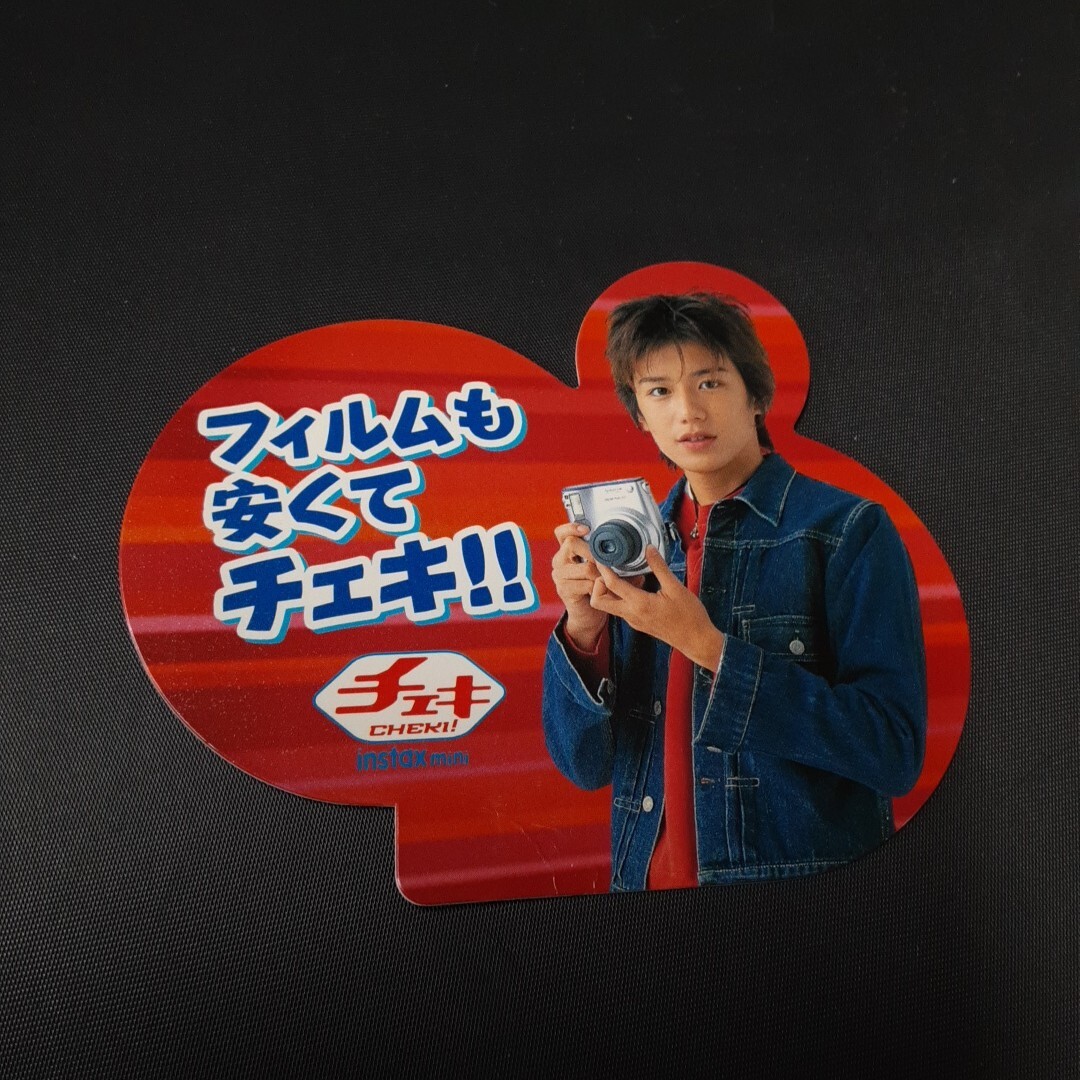 フィルムも
安くて
チェキ!!
チェキ
CHEKI!
instax mini